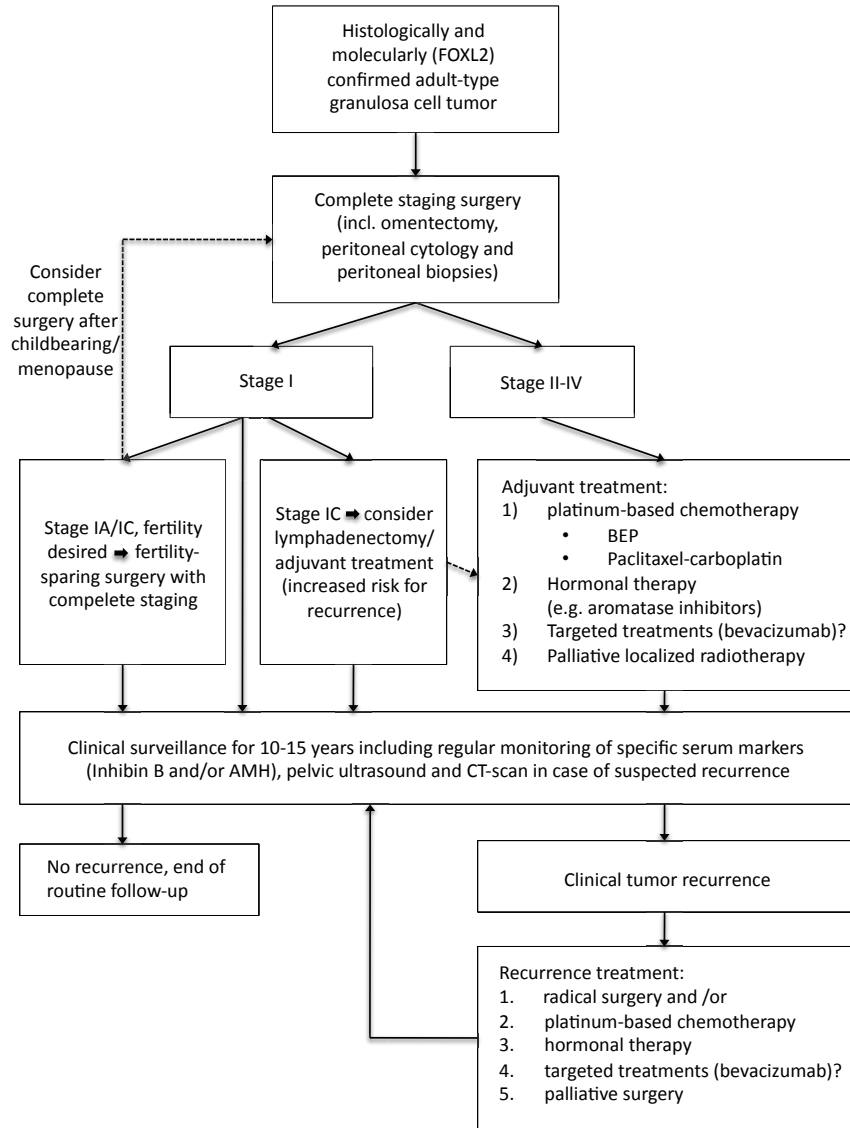 Histologically and
molecularly (FOXL2)
confirmed adult-type
granulosa cell tumor
Complete staging surgery
(incl. omentectomy,
peritoneal cytology and
peritoneal biopsies)
Consider
complete
surgery after
childbearing/
menopause
Stage I
Stage II-IV
Stage IA/IC, fertility
desired ➡ fertility-
sparing surgery with
compelete staging
Stage IC ➡ consider
lymphadenectomy/
adjuvant treatment
(increased risk for
recurrence)
Adjuvant treatment:
1) platinum-based chemotherapy
• BEP
• Paclitaxel-carboplatin
2) Hormonal therapy
(e.g. aromatase inhibitors)
3) Targeted treatments (bevacizumab)?
4) Palliative localized radiotherapy
Clinical surveillance for 10-15 years including regular monitoring of specific serum markers
(Inhibin B and/or AMH), pelvic ultrasound and CT-scan in case of suspected recurrence
No recurrence, end of
routine follow-up
Clinical tumor recurrence
Recurrence treatment:
1. radical surgery and /or
2. platinum-based chemotherapy
3. hormonal therapy
4. targeted treatments (bevacizumab)?
5. palliative surgery